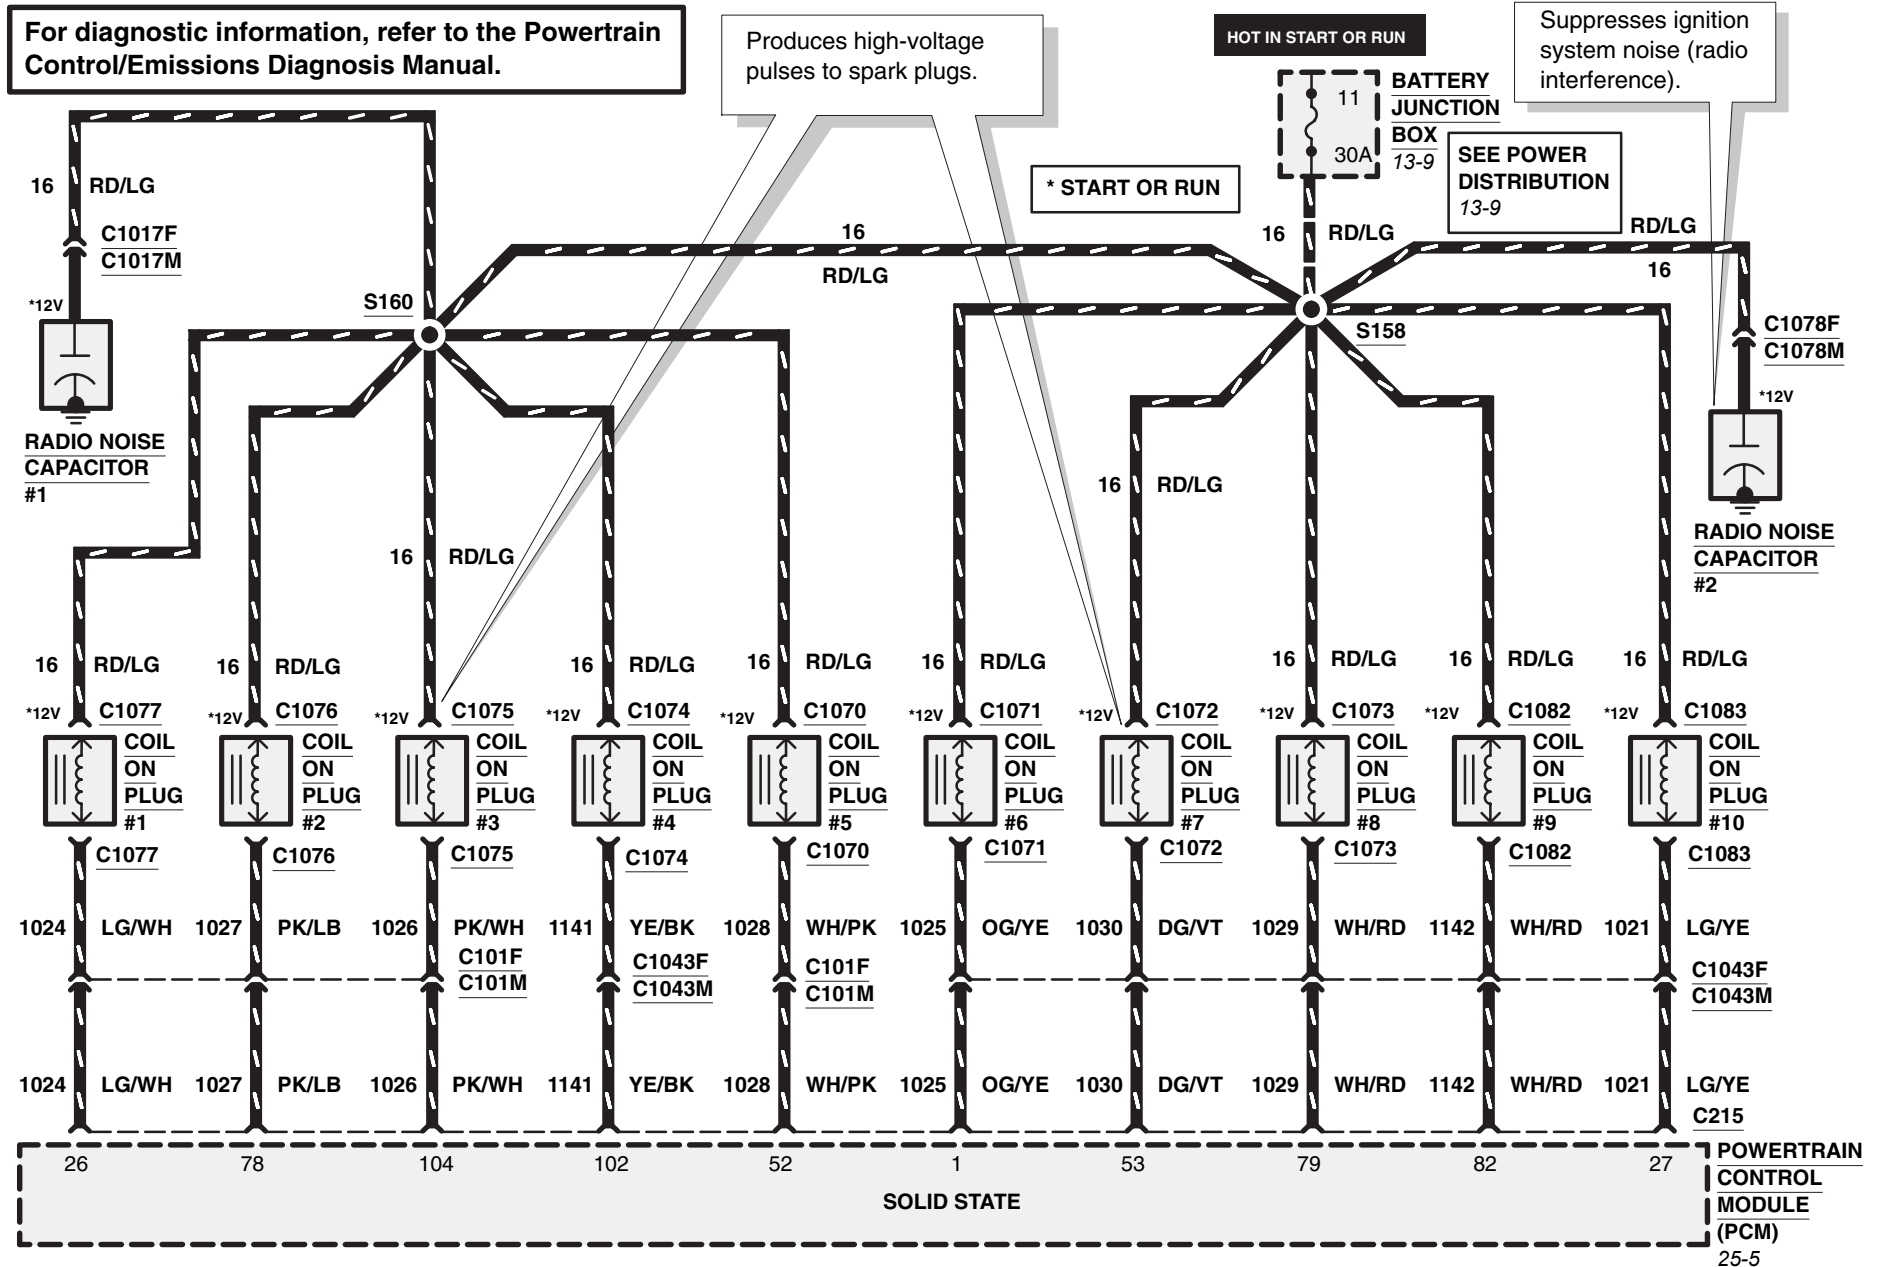 For diagnostic information, refer to the Powertrain
Control/Emissions Diagnosis Manual.
Produces high-voltage
pulses to spark plugs.
HOT IN START OR RUN
Suppresses ignition
system noise (radio
interference).
11
30A
BATTERY
JUNCTION
BOX
13-9
SEE POWER
DISTRIBUTION
13-9
* START OR RUN
16 RD/LG
C1017F
C1017M
*12V
RADIO NOISE
CAPACITOR
#1
S160
16
RD/LG
16 RD/LG
S158
RD/LG
16
C1078F
C1078M
*12V
RADIO NOISE
CAPACITOR
#2
16 RD/LG
16 RD/LG
16 RD/LG 16 RD/LG 16 RD/LG 16 RD/LG 16 RD/LG 16 RD/LG 16 RD/LG 16 RD/LG
*12V C1077 *12V C1076 *12V C1075 *12V C1074 *12V C1070 *12V C1071 *12V C1072 *12V C1073 *12V C1082 *12V C1083
COIL COIL COIL COIL COIL COIL COIL COIL COIL COIL
ON ON ON ON ON ON ON ON ON ON
PLUG PLUG PLUG PLUG PLUG PLUG PLUG PLUG PLUG PLUG
#1 #2 #3 #4 #5 #6 #7 #8 #9 #10
C1077 C1076 C1075 C1074 C1070 C1071 C1072 C1073 C1082 C1083
1024 LG/WH 1027 PK/LB 1026 PK/WH 1141 YE/BK 1028 WH/PK 1025 OG/YE 1030 DG/VT 1029 WH/RD 1142 WH/RD 1021 LG/YE
C101F C1043F C101F C1043F
C101M C1043M C101M C1043M
1024 LG/WH 1027 PK/LB 1026 PK/WH 1141 YE/BK 1028 WH/PK 1025 OG/YE 1030 DG/VT 1029 WH/RD 1142 WH/RD 1021 LG/YE
C215
26 78 104 102 52 1 53 79 82 27
SOLID STATE
POWERTRAIN
CONTROL
MODULE
(PCM)
25-5